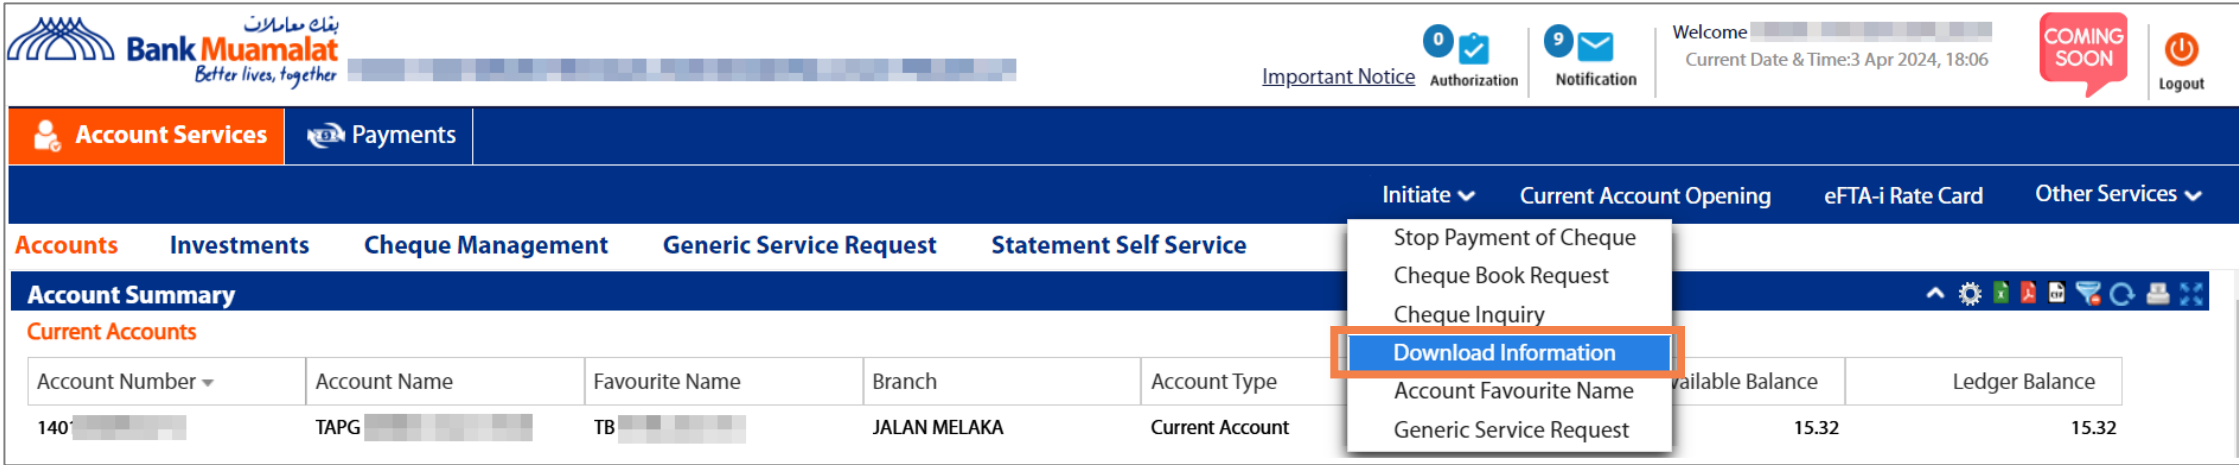 بڠک معاملات
Bank Muamalat
Better lives, together
Important Notice
0
Authorization
9
Notification
Welcome
Current Date & Time:3 Apr 2024, 18:06
COMING
SOON
Logout
Account Services
Payments
Initiate
Current Account Opening
eFTA-i Rate Card
Other Services
Accounts
Investments
Cheque Management
Generic Service Request
Statement Self Service
Stop Payment of Cheque
Cheque Book Request
Cheque Inquiry
Download Information
Account Favourite Name
Generic Service Request
Account Summary
Current Accounts
Account Number
Account Name
Favourite Name
Branch
Account Type
vailable Balance
Ledger Balance
140
TAPG
TB
JALAN MELAKA
Current Account
15.32
15.32